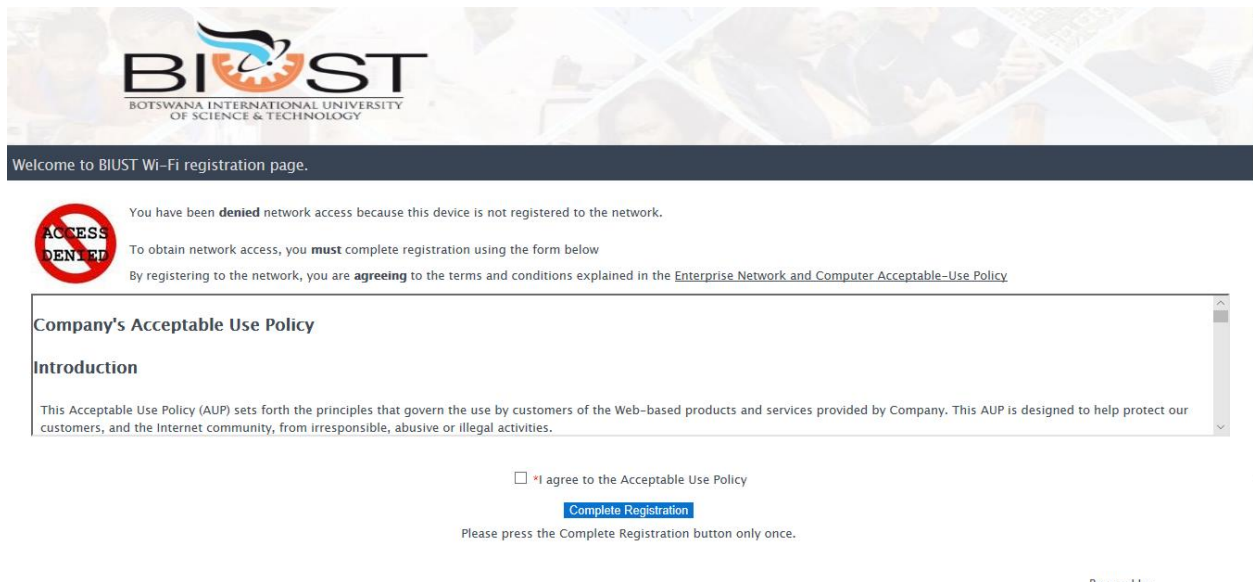 BIUST
BOTSWANA INTERNATIONAL UNIVERSITY
OF SCIENCE & TECHNOLOGY
Welcome to BIUST Wi-Fi registration page.
ACCESS
DENIED
You have been denied network access because this device is not registered to the network.
To obtain network access, you must complete registration using the form below
By registering to the network, you are agreeing to the terms and conditions explained in the Enterprise Network and Computer Acceptable-Use Policy
Company's Acceptable Use Policy
Introduction
This Acceptable Use Policy (AUP) sets forth the principles that govern the use by customers of the Web-based products and services provided by Company. This AUP is designed to help protect our
customers, and the Internet community, from irresponsible, abusive or illegal activities.
*I agree to the Acceptable Use Policy
Complete Registration
Please press the Complete Registration button only once.